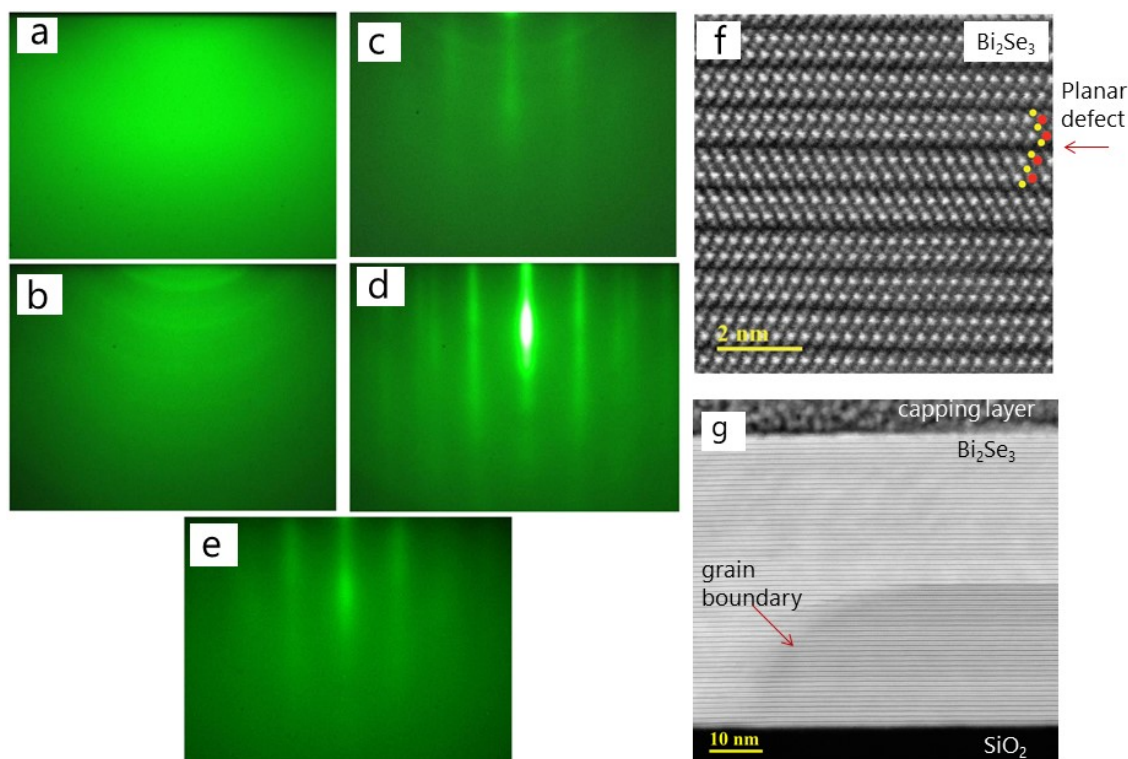 a
b
c
d
e
f
Bi₂Se₃
Planar
defect
2 nm
g
capping layer
Bi₂Se₃
grain
boundary
10 nm
SiO₂